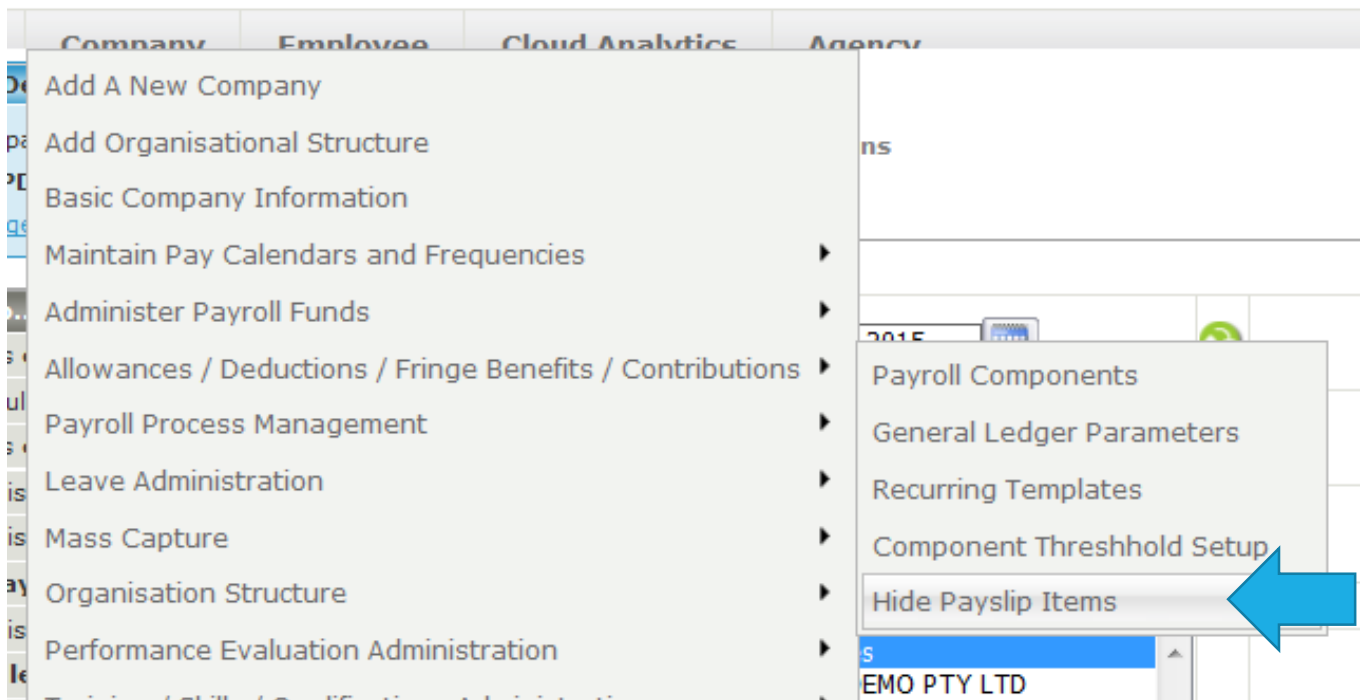 Company Employee Cloud Analytics Agency
Add A New Company
Add Organisational Structure
Basic Company Information
Maintain Pay Calendars and Frequencies
Administer Payroll Funds
Allowances / Deductions / Fringe Benefits / Contributions
Payroll Process Management
Leave Administration
Mass Capture
Organisation Structure
Performance Evaluation Administration
ns
2015
Payroll Components
General Ledger Parameters
Recurring Templates
Component Threshhold Setup
Hide Payslip Items
EMO PTY LTD